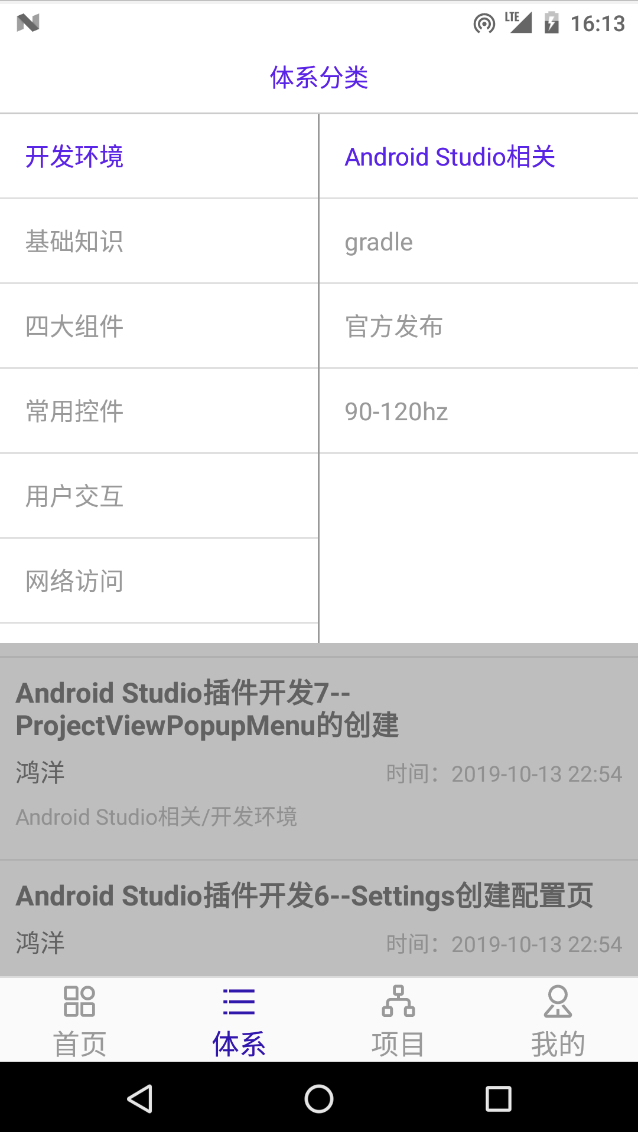 LTE 16:13
体系分类
开发环境
Android Studio相关
基础知识
gradle
四大组件
官方发布
常用控件
90-120hz
用户交互
网络访问
Android Studio插件开发7--
ProjectViewPopupMenu的创建
鸿洋
时间：2019-10-13 22:54
Android Studio相关/开发环境
Android Studio插件开发6--Settings创建配置页
鸿洋
时间：2019-10-13 22:54
首页
体系
项目
我的